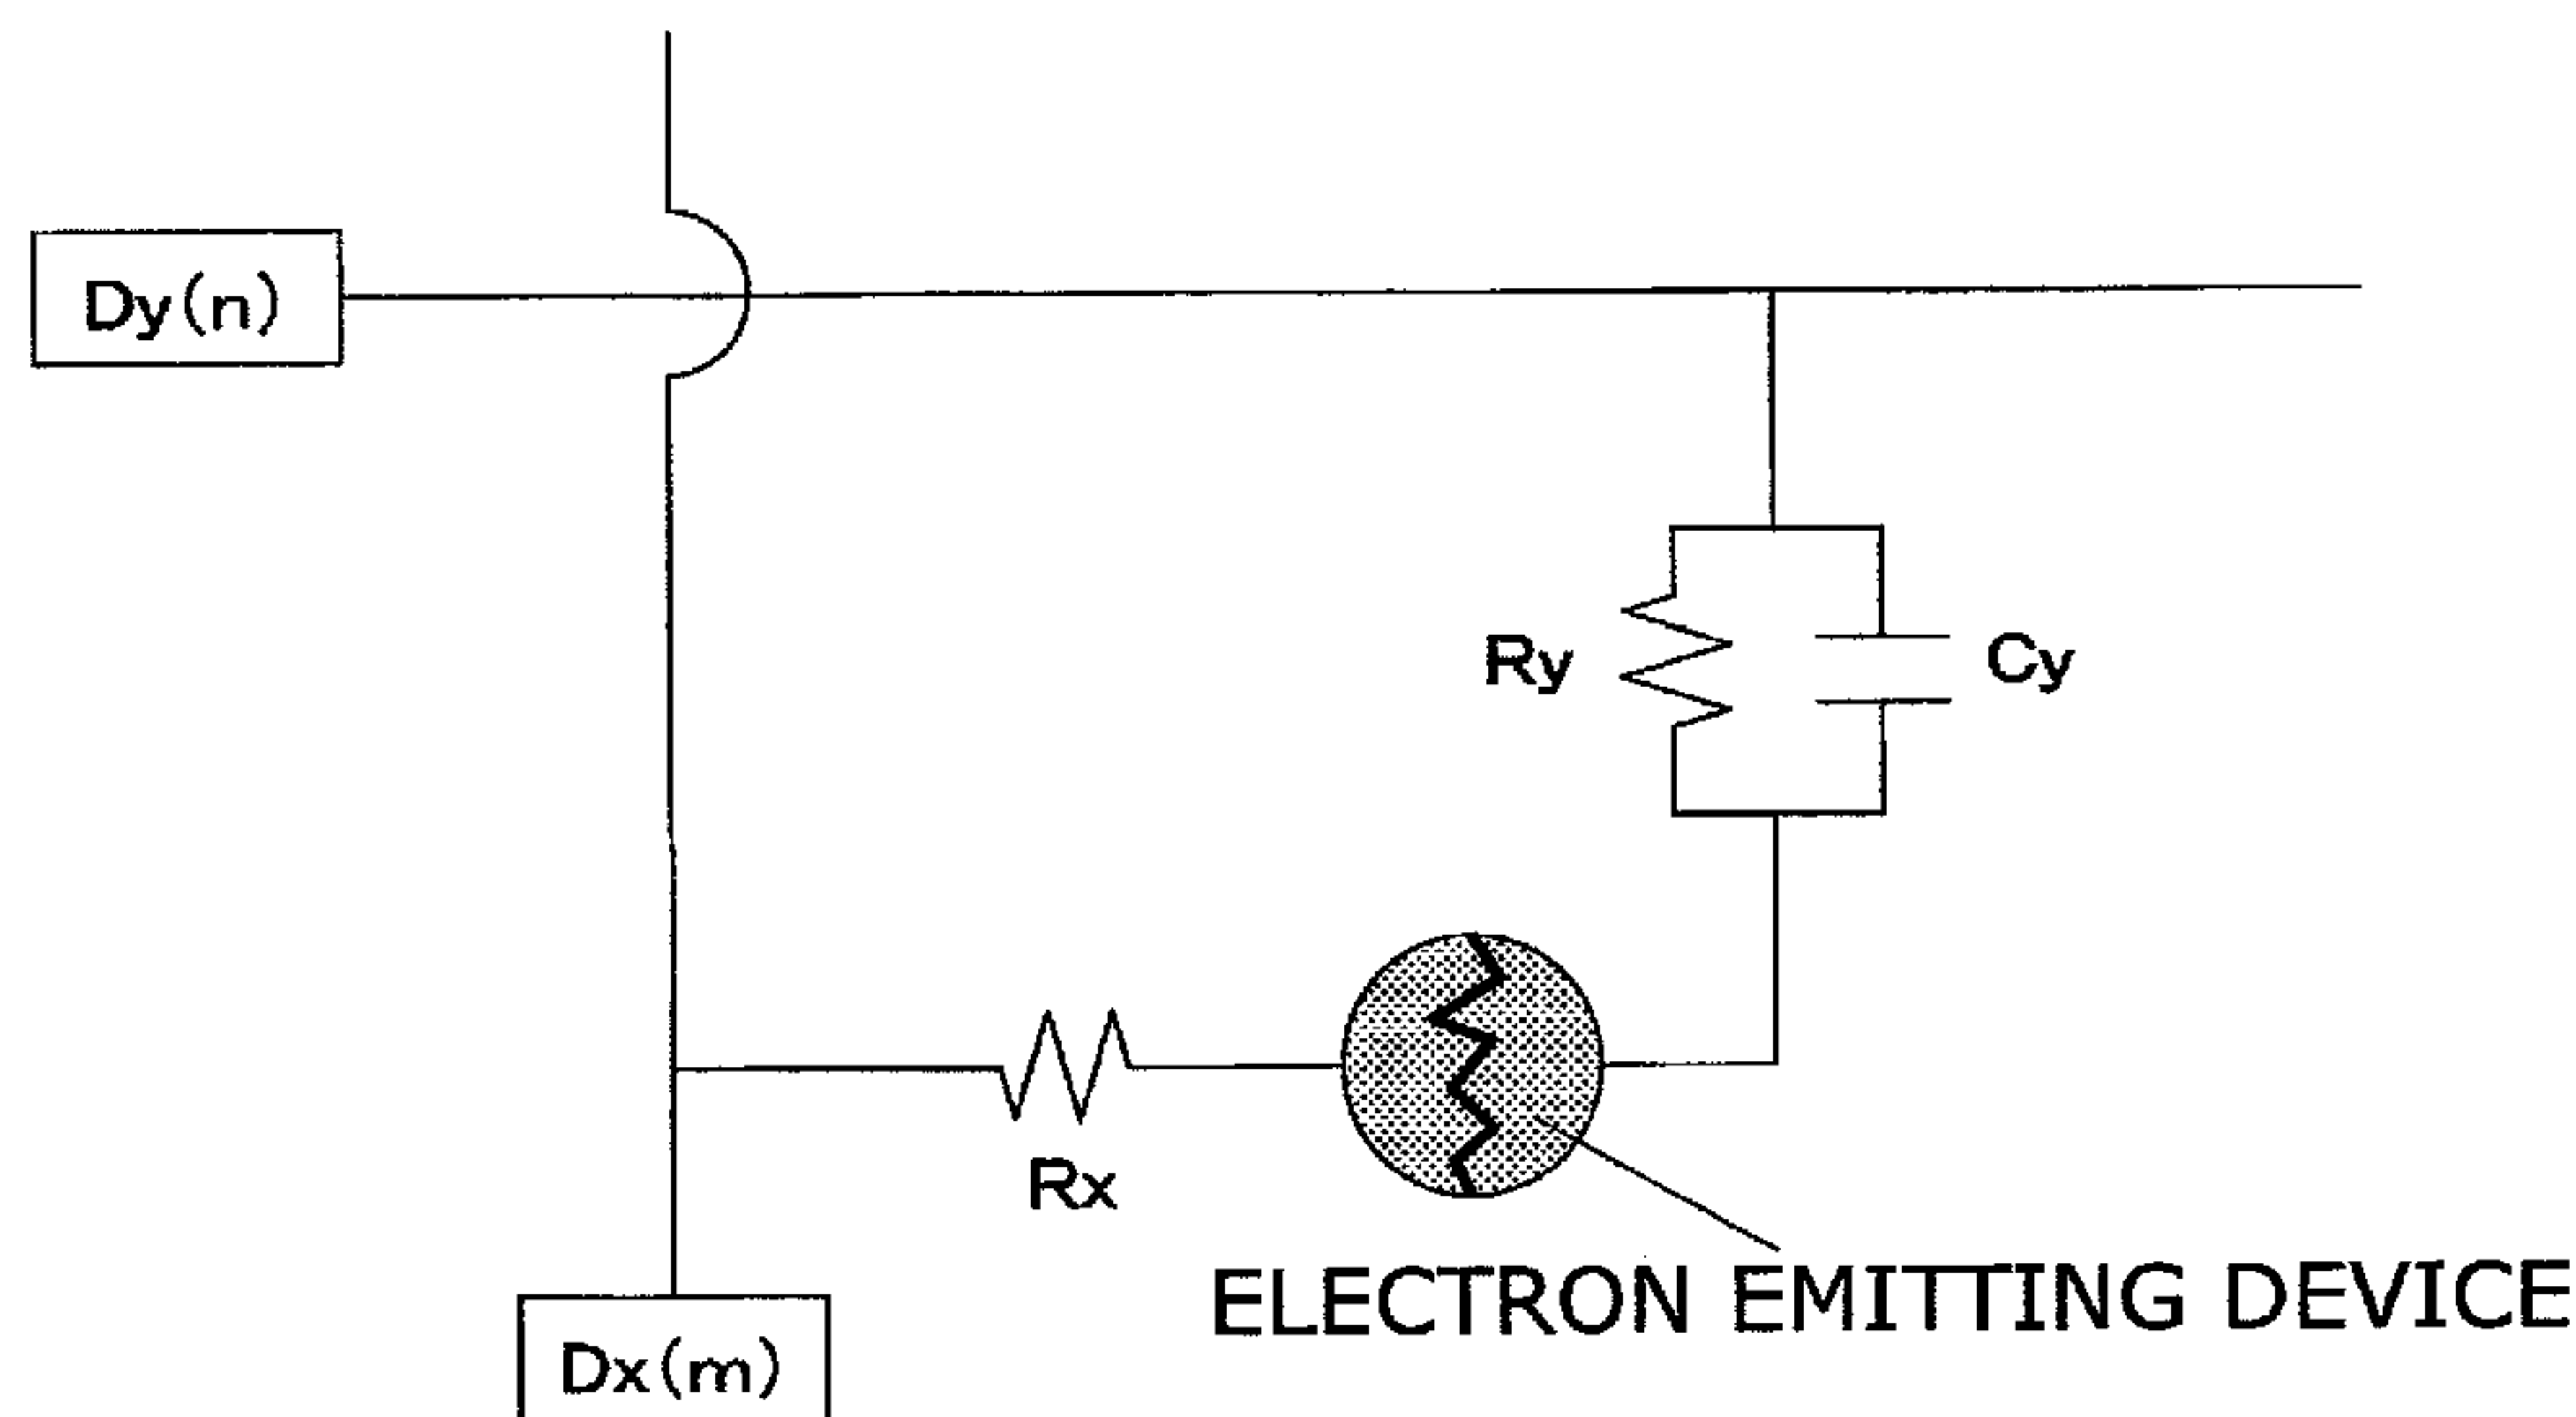 Dy(n)
Ry
Cy
Rx
ELECTRON EMITTING DEVICE
Dx(m)